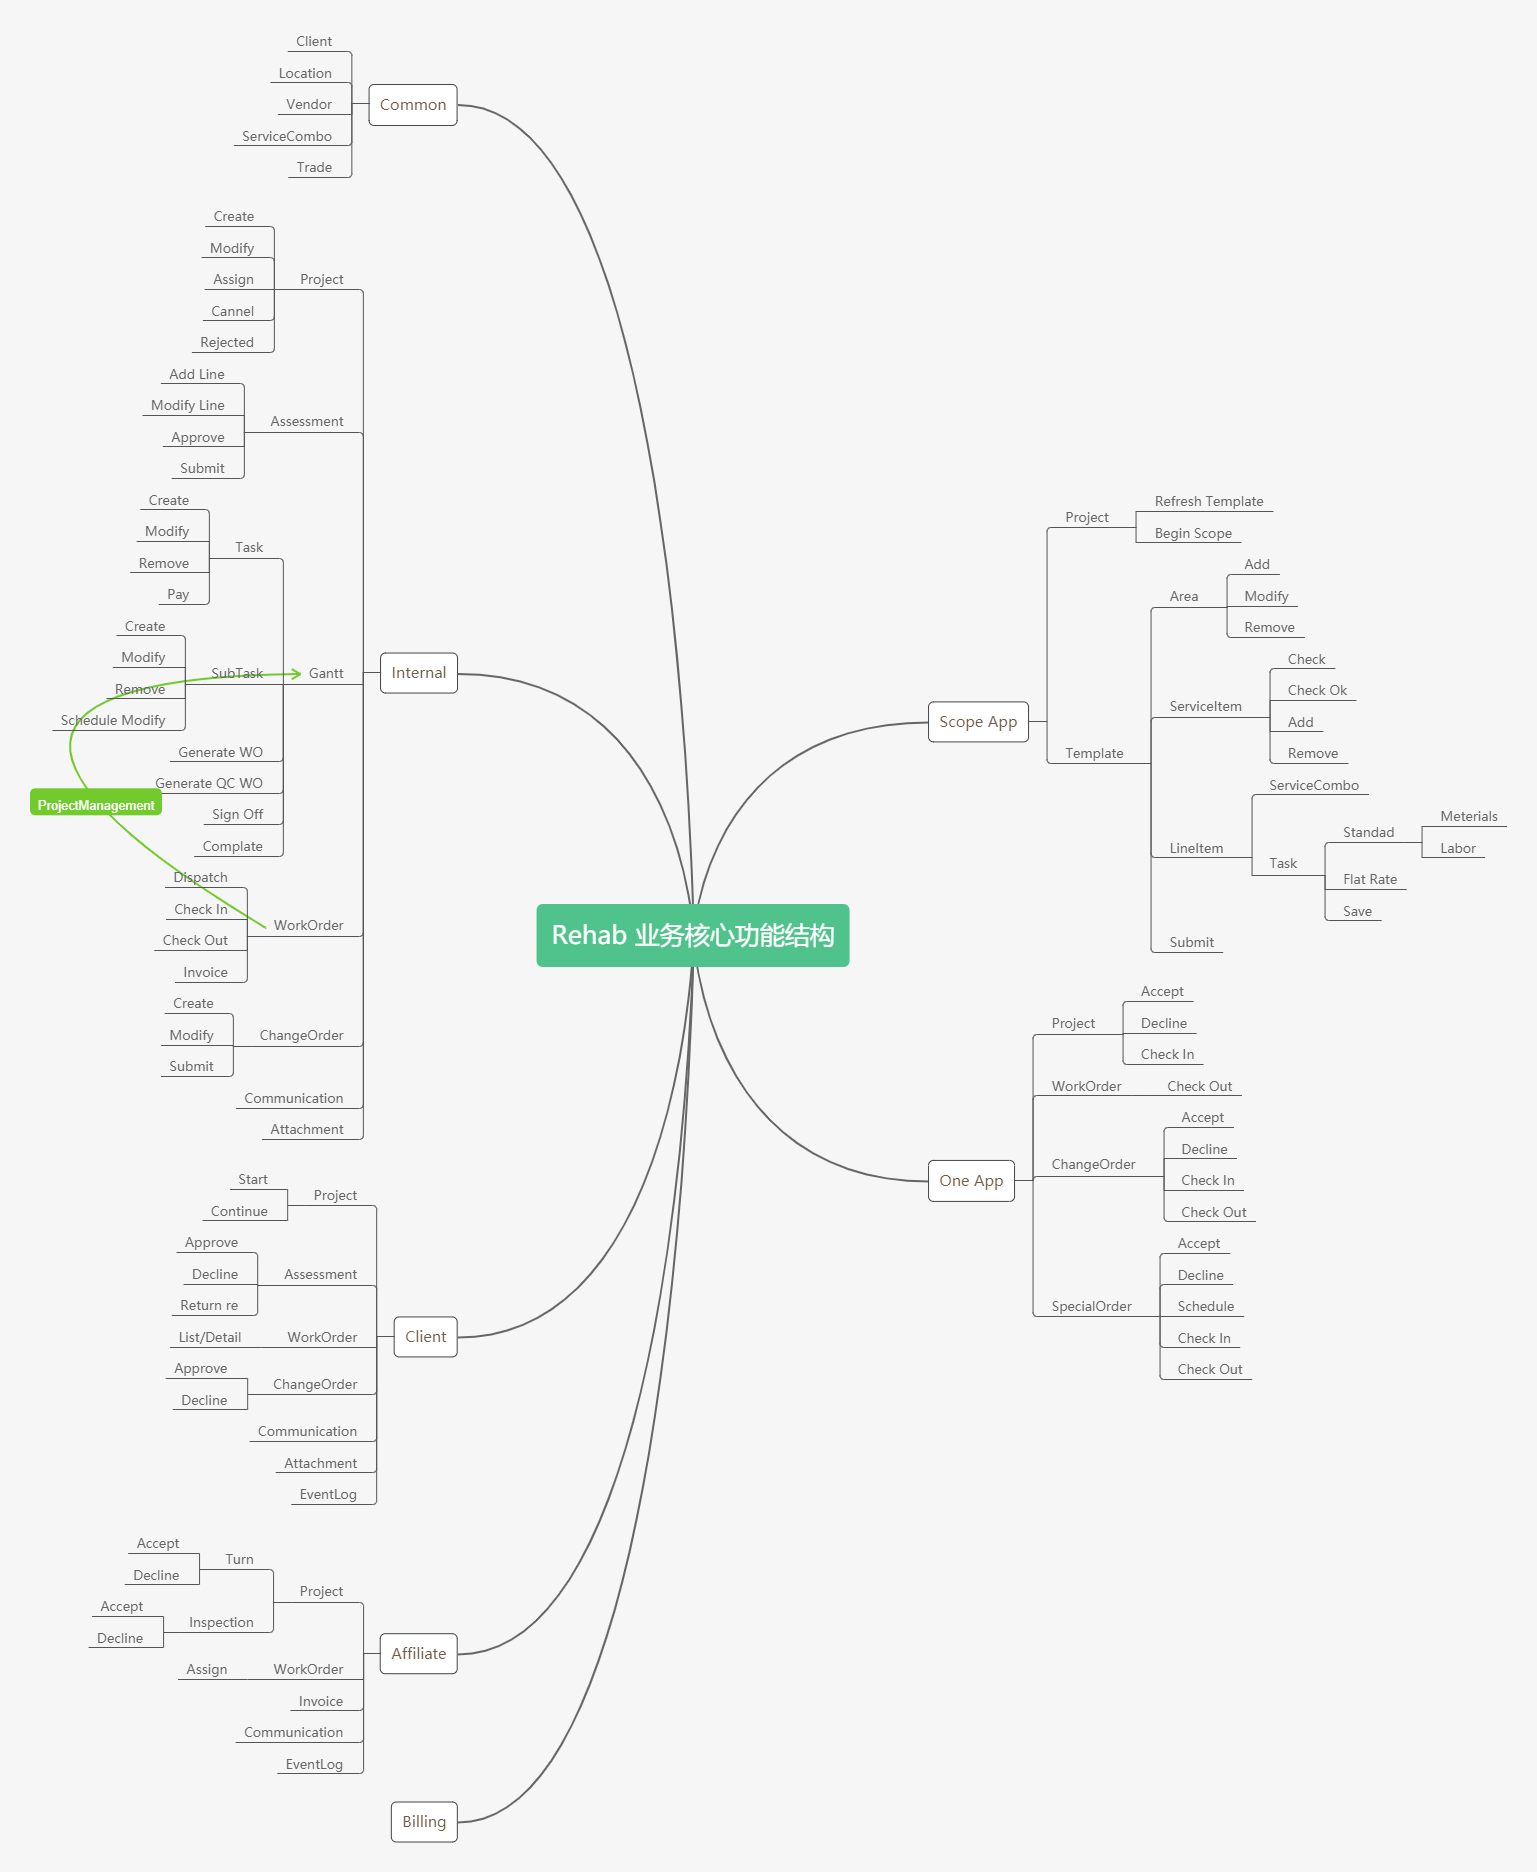 Rehab 业务核心功能结构
Common
Client
Location
Vendor
ServiceCombo
Trade
Internal
Project
Create
Modify
Assign
Cannel
Rejected
Assessment
Add Line
Modify Line
Approve
Submit
Gantt
Task
Create
Modify
Remove
Pay
SubTask
Create
Modify
Remove
Schedule Modify
Generate WO
Generate QC WO
Sign Off
Complate
ProjectManagement
WorkOrder
Dispatch
Check In
Check Out
Invoice
ChangeOrder
Create
Modify
Submit
Communication
Attachment
Client
Project
Start
Continue
Assessment
Approve
Decline
Return re
WorkOrder
List/Detail
ChangeOrder
Approve
Decline
Communication
Attachment
EventLog
Affiliate
Project
Turn
Accept
Decline
Inspection
Accept
Decline
WorkOrder
Assign
Invoice
Communication
EventLog
Billing
Scope App
Project
Refresh Template
Begin Scope
Template
Area
Add
Modify
Remove
ServiceItem
Check
Check Ok
Add
Remove
LineItem
ServiceCombo
Task
Standad
Meterials
Labor
Flat Rate
Save
Submit
One App
Project
Accept
Decline
Check In
WorkOrder
Check Out
ChangeOrder
Accept
Decline
Check In
Check Out
SpecialOrder
Accept
Decline
Schedule
Check In
Check Out